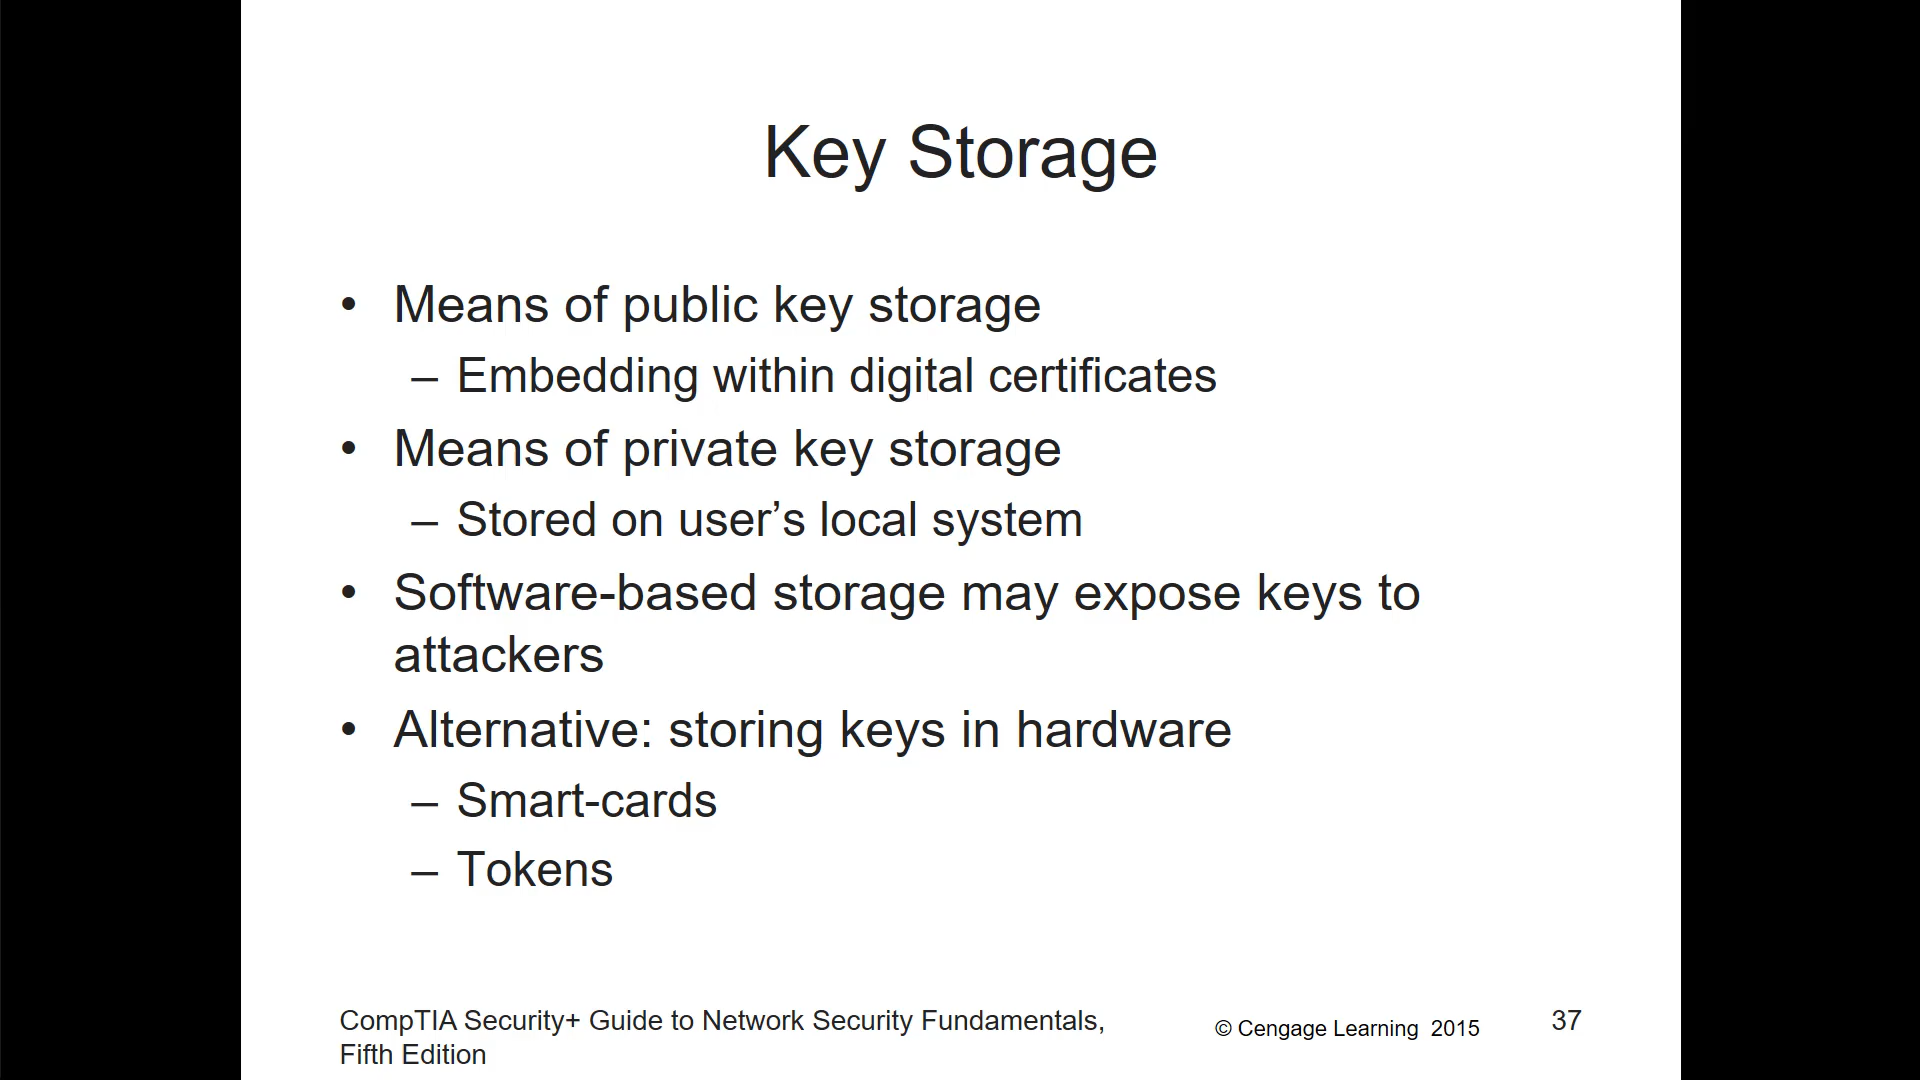 Key Storage
• Means of public key storage
– Embedding within digital certificates
• Means of private key storage
– Stored on user’s local system
• Software-based storage may expose keys to
attackers
• Alternative: storing keys in hardware
– Smart-cards
– Tokens
CompTIA Security+ Guide to Network Security Fundamentals,
Fifth Edition
© Cengage Learning 2015
37